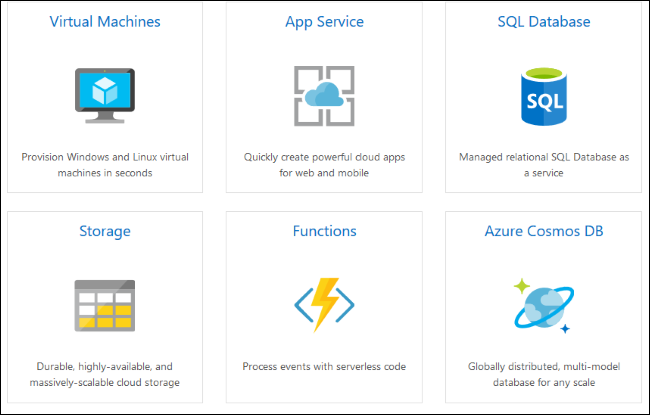 Virtual Machines
App Service
SQL Database
SQL
Provision Windows and Linux virtual
machines in seconds
Quickly create powerful cloud apps
for web and mobile
Managed relational SQL Database as
a service
Storage
Functions
Azure Cosmos DB
Durable, highly-available, and
massively-scalable cloud storage
Process events with serverless code
Globally distributed, multi-model
database for any scale